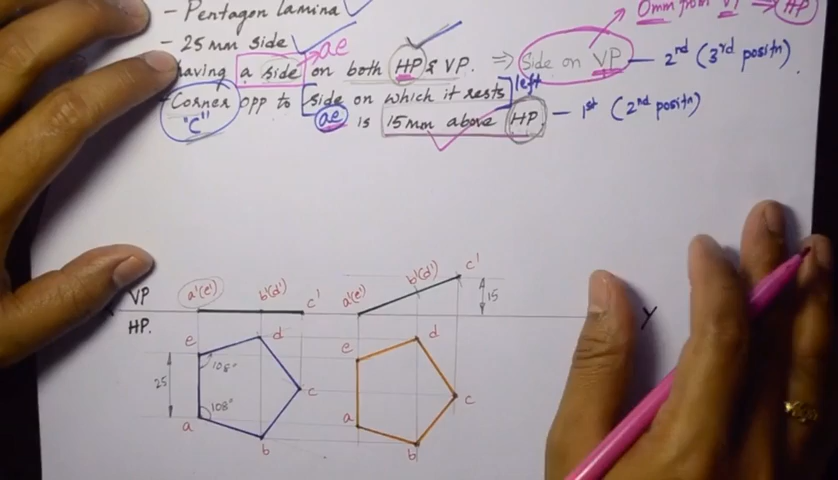 - Pentagon lamina
0mm from VP ⇒ HP
- 25 mm side ae
having a side on both HP & VP. ⇒ Side on VP — 2nd (3rd positn)
- Corner opp to side on which it rests left
"C" ae is 15mm above HP — 1st (2nd positn)
a'(e') b'(d') c' a(e') b'(d') c'
VP
15
HP.
X Y
e d e d
108°
25 c c
108°
a a
b b